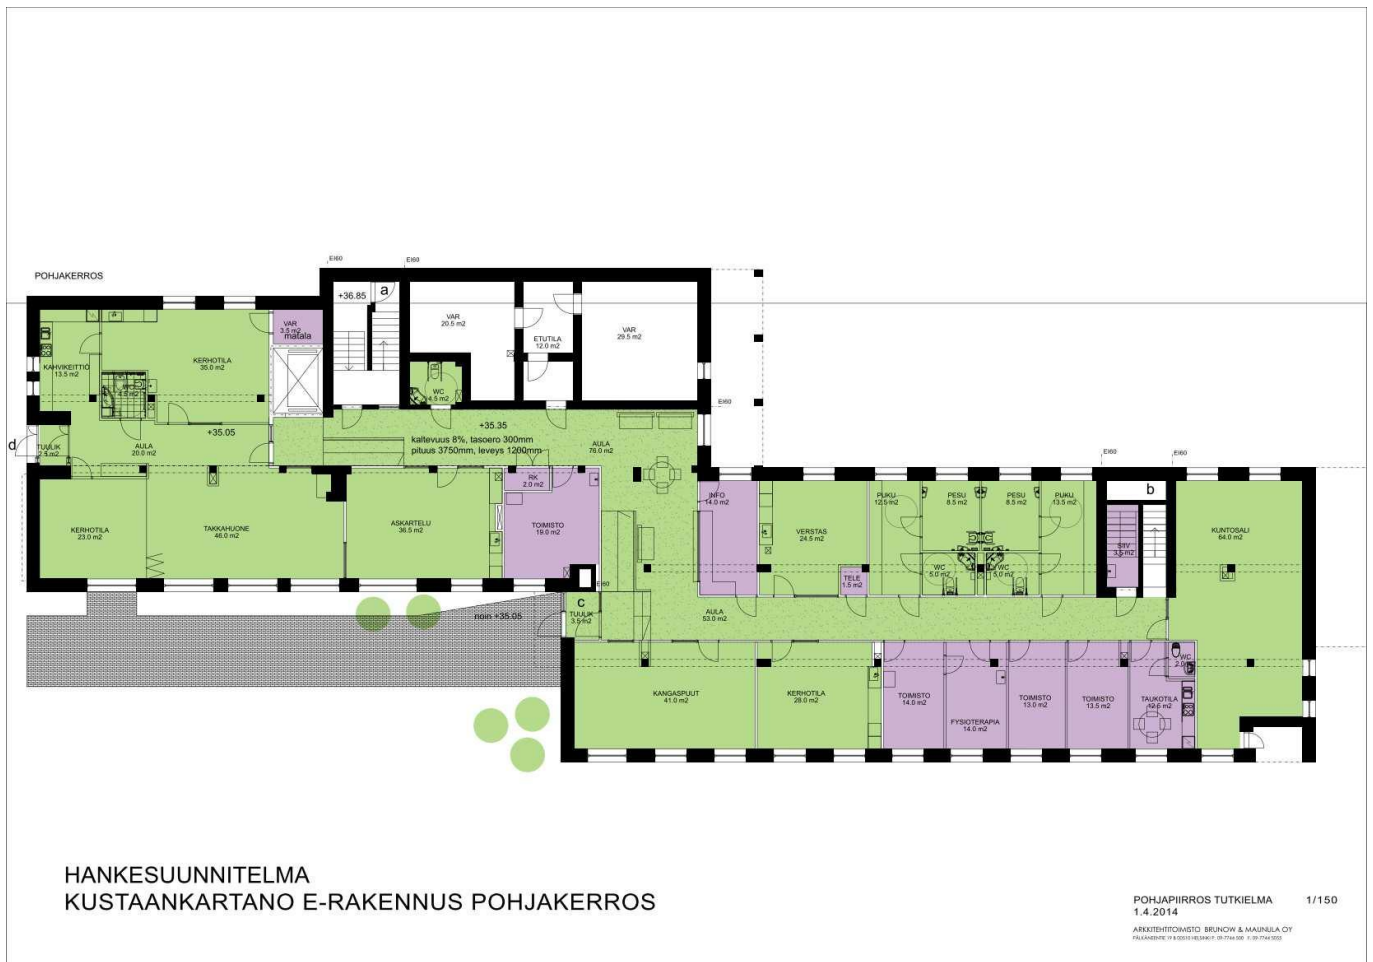 POHJAKERROS
EI60
EI60
+36.85
a
VAR
3.5 m2
matala
VAR
20.5 m2
ETUTILA
12.0 m2
VAR
29.5 m2
KERHOTILA
35.0 m2
KAHVIKEITTIÖ
13.5 m2
WC
4.5 m2
WC
4.5 m2
EI60
+35.05
+35.35
kaltevuus 8%, tasoero 300mm
pituus 3750mm, leveys 1200mm
AULA
76.0 m2
d
TUULIK
2.5 m2
AULA
20.0 m2
EI60
EI60
RK
2.0 m2
INFO
14.0 m2
PUKU
12.5 m2
PESU
8.5 m2
PESU
8.5 m2
PUKU
13.5 m2
b
KERHOTILA
23.0 m2
TAKKAHUONE
46.0 m2
ASKARTELU
36.5 m2
TOIMISTO
19.0 m2
VERSTAS
24.5 m2
KUNTOSALI
64.0 m2
SIIV
3.5 m2
WC
5.0 m2
WC
5.0 m2
TELE
1.5 m2
EI60
c
TUULIK
3.5 m2
noin +35.05
AULA
53.0 m2
WC
2.0 m2
KANGASPUUT
41.0 m2
KERHOTILA
28.0 m2
TOIMISTO
14.0 m2
FYSIOTERAPIA
14.0 m2
TOIMISTO
13.0 m2
TOIMISTO
13.5 m2
TAUKOTILA
12.5 m2
HANKESUUNNITELMA
KUSTAANKARTANO E-RAKENNUS POHJAKERROS
POHJAPIIRROS TUTKIELMA 1/150
1.4.2014
ARKKITEHTITOIMISTO BRUNOW & MAUNULA OY